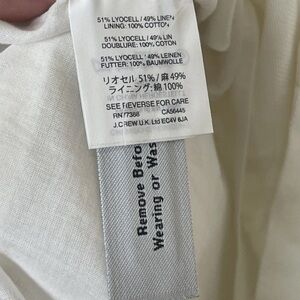 51% LYOCELL / 49% LINEN
LINING: 100% COTTON
51% LYOCELL / 49% LIN
DOUBLURE: 100% COTON
51% LYOCELL / 49% LEINEN
FUTTER: 100% BAUMWOLLE
リオセル 51% / 麻 49%
ライニング: 綿 100%
SEE REVERSE FOR CARE
RN 77388 CA56445
J.CREW U.K. Ltd EC4V 6JA
Remove Befo
Wearing or Was